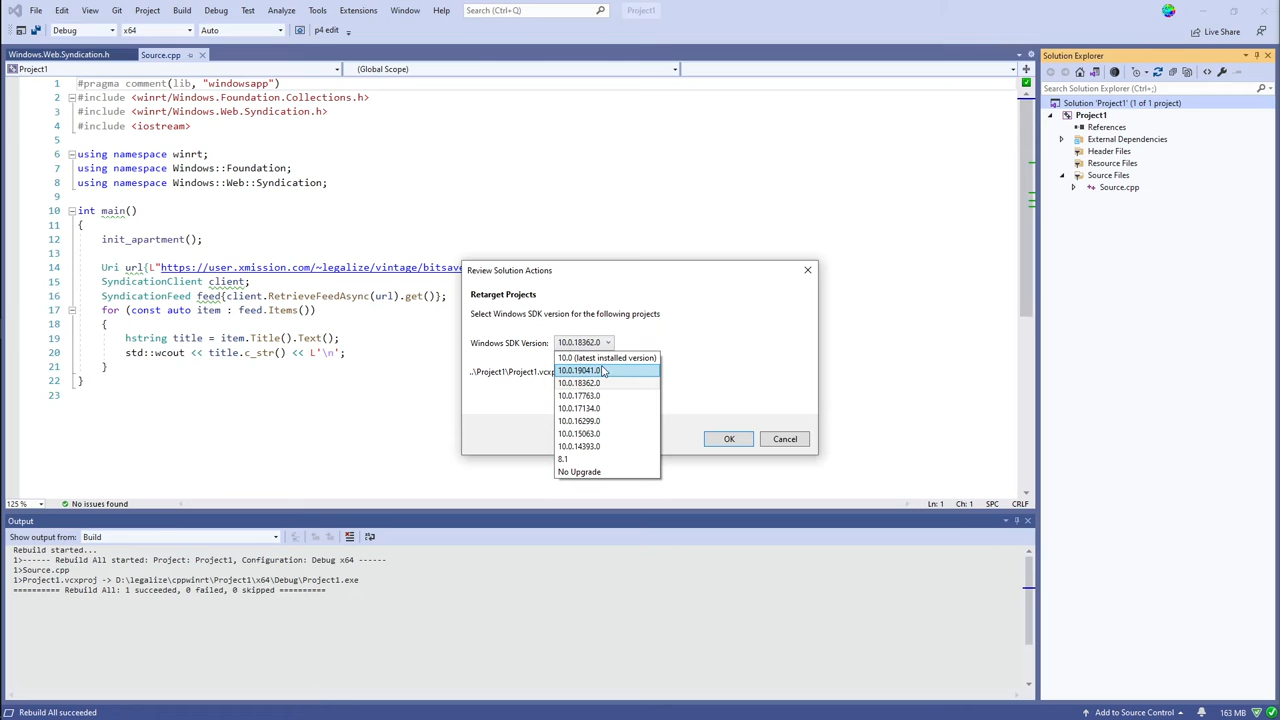 File Edit View Git Project Build Debug Test Analyze Tools Extensions Window Help Search (Ctrl+Q) Project1
Debug x64 Auto p4 edit Live Share
Windows.Web.Syndication.h Source.cpp
Project1 (Global Scope)
1 #pragma comment(lib, "windowsapp")
2 #include <winrt/Windows.Foundation.Collections.h>
3 #include <winrt/Windows.Web.Syndication.h>
4 #include <iostream>
5
6 using namespace winrt;
7 using namespace Windows::Foundation;
8 using namespace Windows::Web::Syndication;
9
10 int main()
11 {
12 init_apartment();
13
14 Uri url{L"https://user.xmission.com/~legalize/vintage/bitsave
15 SyndicationClient client;
16 SyndicationFeed feed{client.RetrieveFeedAsync(url).get()};
17 for (const auto item : feed.Items())
18 {
19 hstring title = item.Title().Text();
20 std::wcout << title.c_str() << L'\n';
21 }
22 }
23
Review Solution Actions
Retarget Projects
Select Windows SDK version for the following projects
Windows SDK Version: 10.0.18362.0
10.0 (latest installed version)
10.0.19041.0
10.0.18362.0
10.0.17763.0
10.0.17134.0
10.0.16299.0
10.0.15063.0
10.0.14393.0
8.1
No Upgrade
..\Project1\Project1.vcxp
OK Cancel
125 % No issues found Ln: 1 Ch: 1 SPC CRLF
Output
Show output from: Build
Rebuild started...
1>------ Rebuild All started: Project: Project1, Configuration: Debug x64 ------
1>Source.cpp
1>Project1.vcxproj -> D:\legalize\cppwinrt\Project1\x64\Debug\Project1.exe
========== Rebuild All: 1 succeeded, 0 failed, 0 skipped ==========
Solution Explorer
Search Solution Explorer (Ctrl+;)
Solution 'Project1' (1 of 1 project)
Project1
References
External Dependencies
Header Files
Resource Files
Source Files
Source.cpp
Rebuild All succeeded Add to Source Control 163 MB